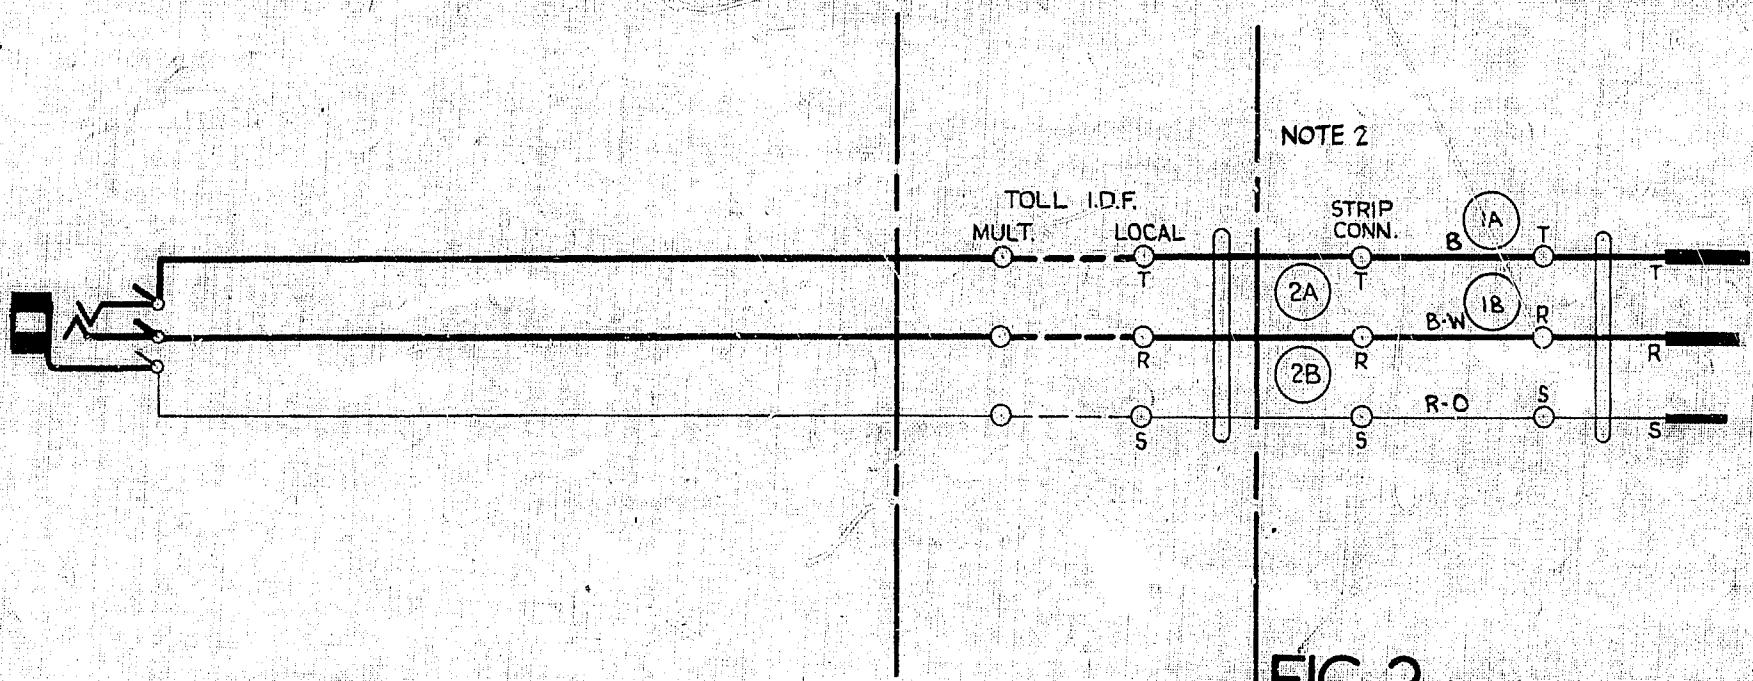 NOTE 2
TOLL I.D.F.
MULT. LOCAL
STRIP
CONN.
1A
B T
T T T
2A
1B
B-W R
R R R
2B
R-O S
S S S
FIG. 2